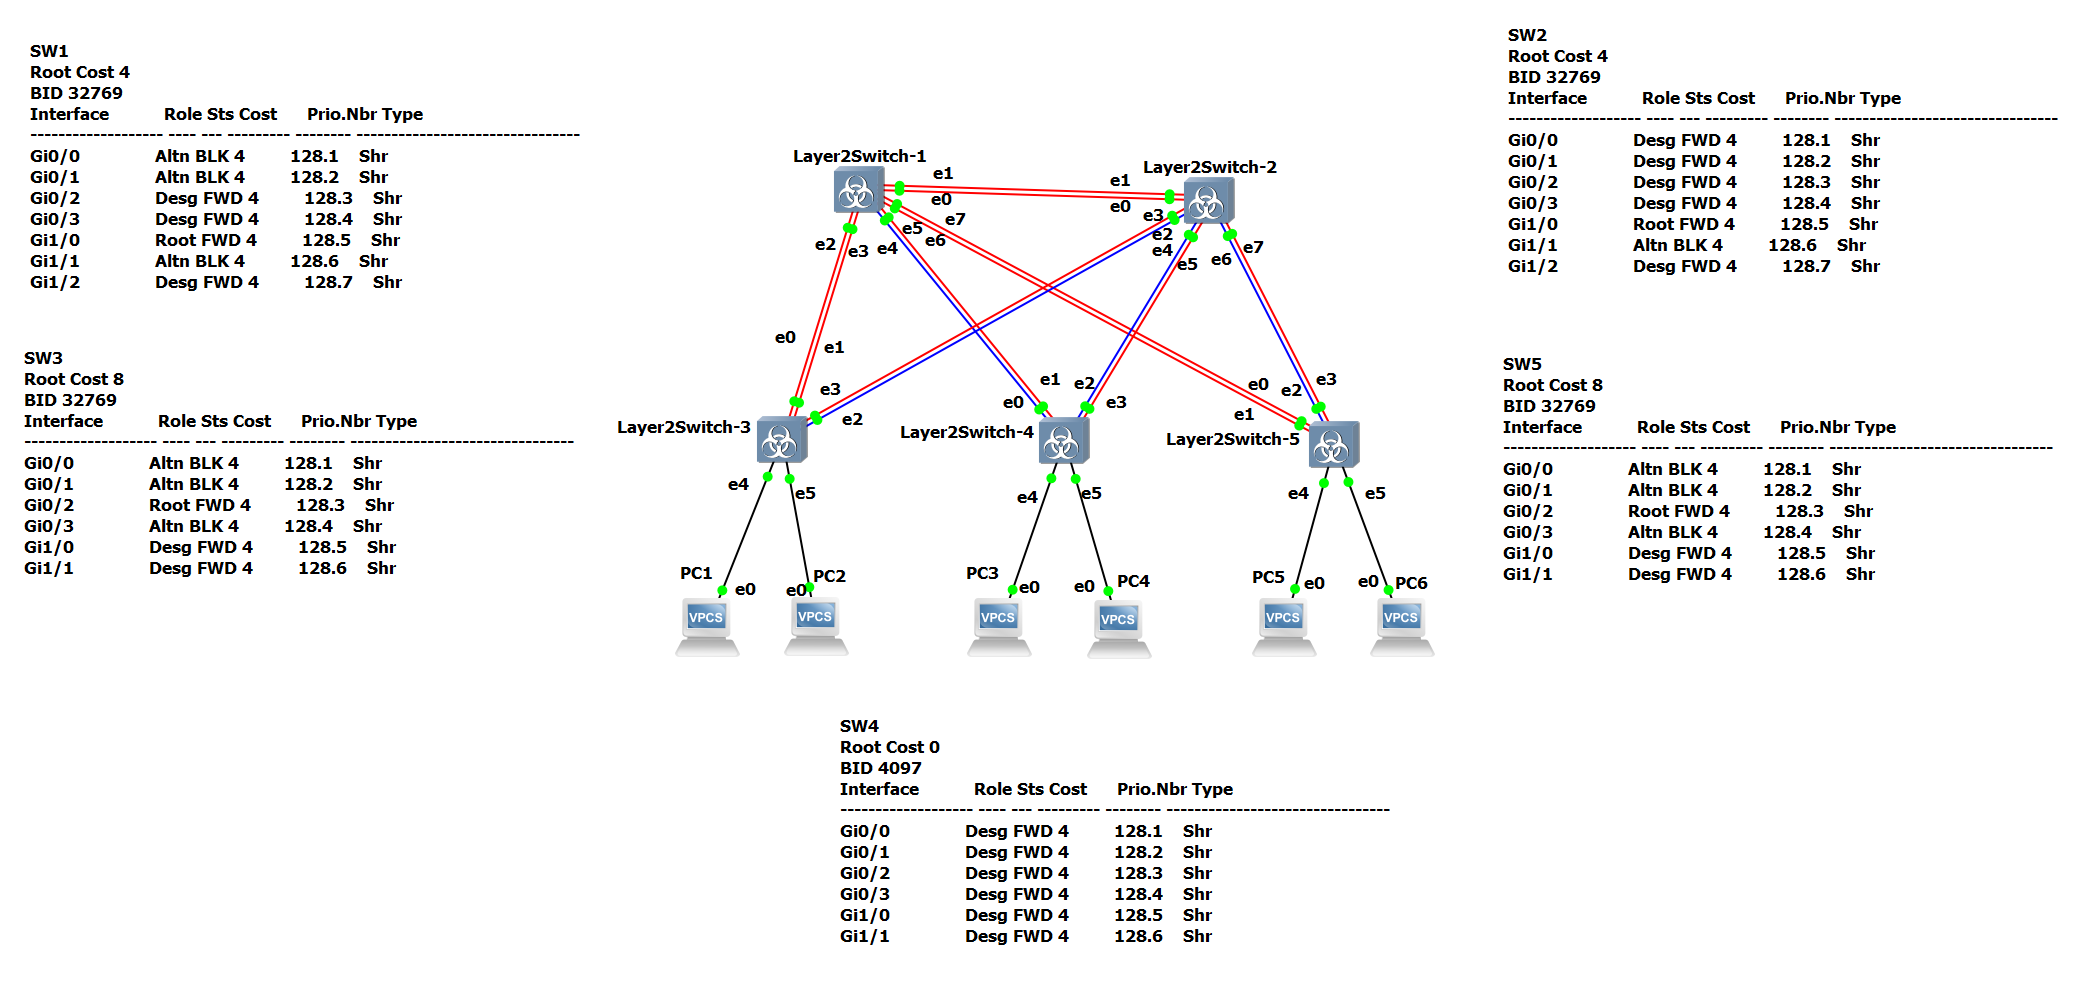 SW1
Root Cost 4
BID 32769
Interface Role Sts Cost Prio.Nbr Type
------------------- ---- --- --------- -------- --------------------------------
Gi0/0 Altn BLK 4 128.1 Shr
Gi0/1 Altn BLK 4 128.2 Shr
Gi0/2 Desg FWD 4 128.3 Shr
Gi0/3 Desg FWD 4 128.4 Shr
Gi1/0 Root FWD 4 128.5 Shr
Gi1/1 Altn BLK 4 128.6 Shr
Gi1/2 Desg FWD 4 128.7 Shr
SW2
Root Cost 4
BID 32769
Interface Role Sts Cost Prio.Nbr Type
------------------- ---- --- --------- -------- --------------------------------
Gi0/0 Desg FWD 4 128.1 Shr
Gi0/1 Desg FWD 4 128.2 Shr
Gi0/2 Desg FWD 4 128.3 Shr
Gi0/3 Desg FWD 4 128.4 Shr
Gi1/0 Root FWD 4 128.5 Shr
Gi1/1 Altn BLK 4 128.6 Shr
Gi1/2 Desg FWD 4 128.7 Shr
SW3
Root Cost 8
BID 32769
Interface Role Sts Cost Prio.Nbr Type
------------------- ---- --- --------- -------- --------------------------------
Gi0/0 Altn BLK 4 128.1 Shr
Gi0/1 Altn BLK 4 128.2 Shr
Gi0/2 Root FWD 4 128.3 Shr
Gi0/3 Altn BLK 4 128.4 Shr
Gi1/0 Desg FWD 4 128.5 Shr
Gi1/1 Desg FWD 4 128.6 Shr
SW5
Root Cost 8
BID 32769
Interface Role Sts Cost Prio.Nbr Type
------------------- ---- --- --------- -------- --------------------------------
Gi0/0 Altn BLK 4 128.1 Shr
Gi0/1 Altn BLK 4 128.2 Shr
Gi0/2 Root FWD 4 128.3 Shr
Gi0/3 Altn BLK 4 128.4 Shr
Gi1/0 Desg FWD 4 128.5 Shr
Gi1/1 Desg FWD 4 128.6 Shr
Layer2Switch-1
Layer2Switch-2
e1
e0
e7
e5
e6
e4
e2
e3
e1
e0
e3
e2
e4
e5
e6
e7
e0
e1
e3
e2
e1
e0
e2
e3
e0
e1
e2
e3
Layer2Switch-3
Layer2Switch-4
Layer2Switch-5
e4
e5
e4
e5
e4
e5
PC1
e0
e0
PC2
PC3
e0
e0
PC4
PC5
e0
e0
PC6
VPCS
VPCS
VPCS
VPCS
VPCS
VPCS
SW4
Root Cost 0
BID 4097
Interface Role Sts Cost Prio.Nbr Type
------------------- ---- --- --------- -------- --------------------------------
Gi0/0 Desg FWD 4 128.1 Shr
Gi0/1 Desg FWD 4 128.2 Shr
Gi0/2 Desg FWD 4 128.3 Shr
Gi0/3 Desg FWD 4 128.4 Shr
Gi1/0 Desg FWD 4 128.5 Shr
Gi1/1 Desg FWD 4 128.6 Shr